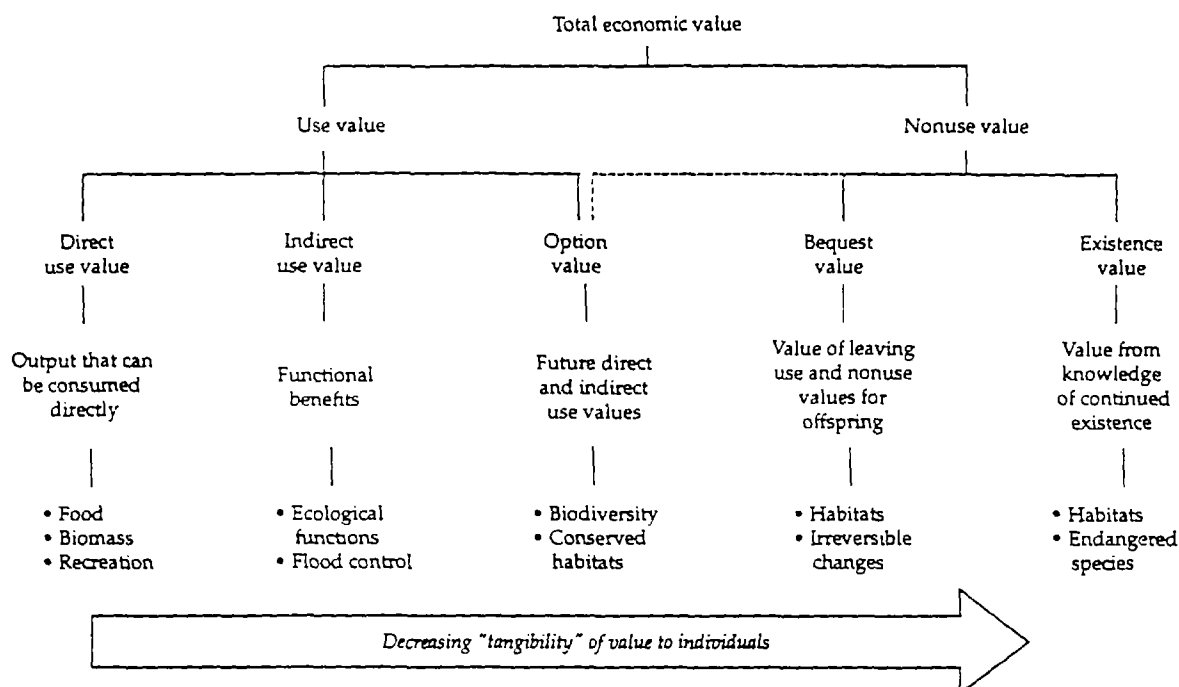 Total economic value
Use value
Nonuse value
Direct
use value
Indirect
use value
Option
value
Bequest
value
Existence
value
Output that can
be consumed
directly
Functional
benefits
Future direct
and indirect
use values
Value of leaving
use and nonuse
values for
offspring
Value from
knowledge
of continued
existence
• Food
• Biomass
• Recreation
• Ecological
functions
• Flood control
• Biodiversity
• Conserved
habitats
• Habitats
• Irreversible
changes
• Habitats
• Endangered
species
Decreasing "tangibility" of value to individuals